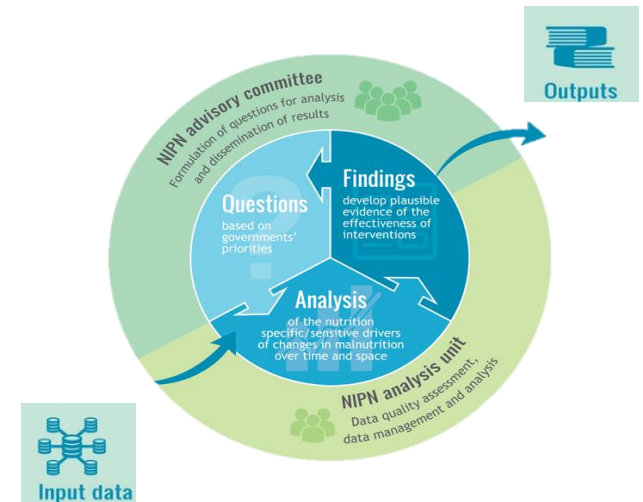 Outputs
NIPN advisory committee
Formulation of questions for analysis
and dissemination of results
Findings
develop plausible
evidence of the
effectiveness of
interventions
Questions
based on
governments'
priorities
Analysis
of the nutrition
specific/sensitive drivers
of changes in malnutrition
over time and space
NIPN analysis unit
Data quality assessment,
data management and analysis
Input data